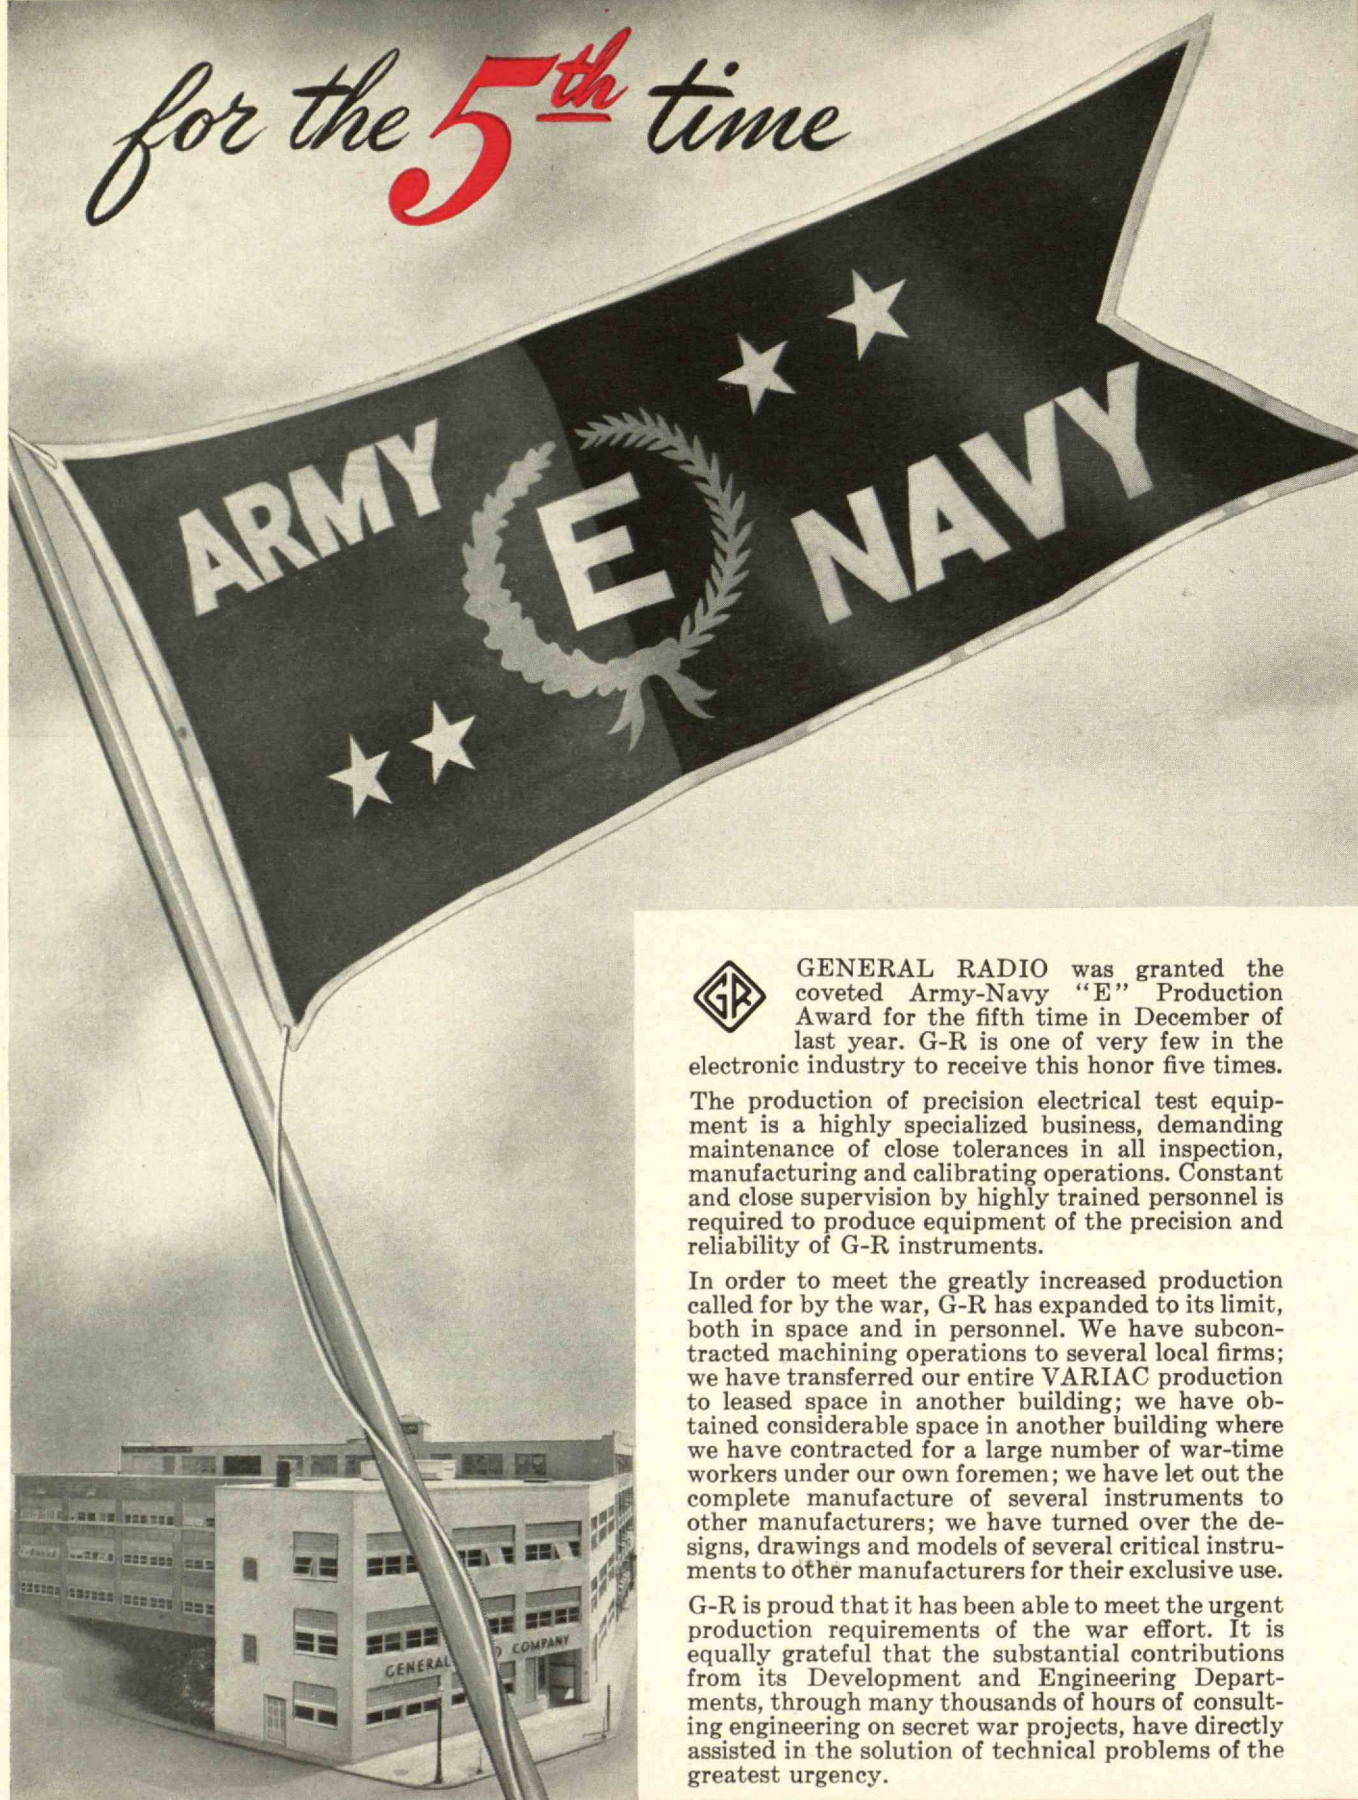 for the 5th time
ARMY
E
NAVY
GR
GENERAL RADIO was granted the
coveted Army-Navy “E” Production
Award for the fifth time in December of
last year. G-R is one of very few in the
electronic industry to receive this honor five times.
The production of precision electrical test equip-
ment is a highly specialized business, demanding
maintenance of close tolerances in all inspection,
manufacturing and calibrating operations. Constant
and close supervision by highly trained personnel is
required to produce equipment of the precision and
reliability of G-R instruments.
In order to meet the greatly increased production
called for by the war, G-R has expanded to its limit,
both in space and in personnel. We have subcon-
tracted machining operations to several local firms;
we have transferred our entire VARIAC production
to leased space in another building; we have ob-
tained considerable space in another building where
we have contracted for a large number of war-time
workers under our own foremen; we have let out the
complete manufacture of several instruments to
other manufacturers; we have turned over the de-
signs, drawings and models of several critical instru-
ments to other manufacturers for their exclusive use.
G-R is proud that it has been able to meet the urgent
production requirements of the war effort. It is
equally grateful that the substantial contributions
from its Development and Engineering Depart-
ments, through many thousands of hours of consult-
ing engineering on secret war projects, have directly
assisted in the solution of technical problems of the
greatest urgency.
GENERAL O COMPANY